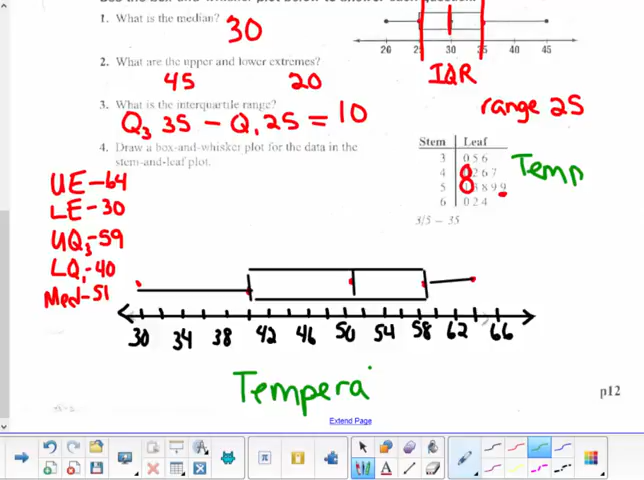 1. What is the median?
30
20 25 30 35 40 45
2. What are the upper and lower extremes?
45 20
IQR
3. What is the interquartile range?
range 25
Q3 35 – Q1 25 = 10
4. Draw a box-and-whisker plot for the data in the
stem-and-leaf plot.
Stem Leaf
3 0 5 6
4 2 6 7
5 8 9 9
6 0 2 4
3/5 – 35
8
Temp
UE–64
LE–30
UQ3–59
LQ1–40
Med–51
30 34 38 42 46 50 54 58 62 66
Tempera
p12
Extend Page